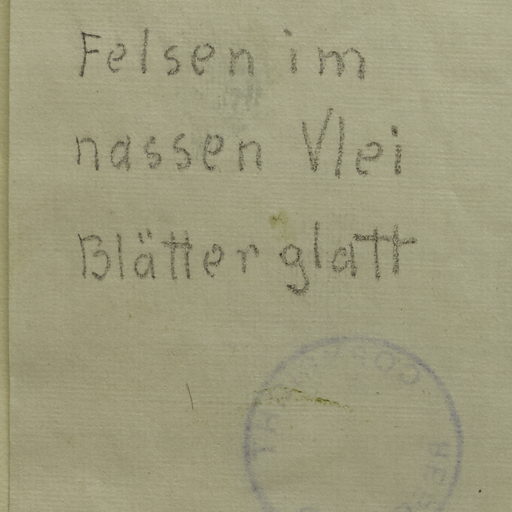 Felsen im
nassen Vlei
Blätter glatt